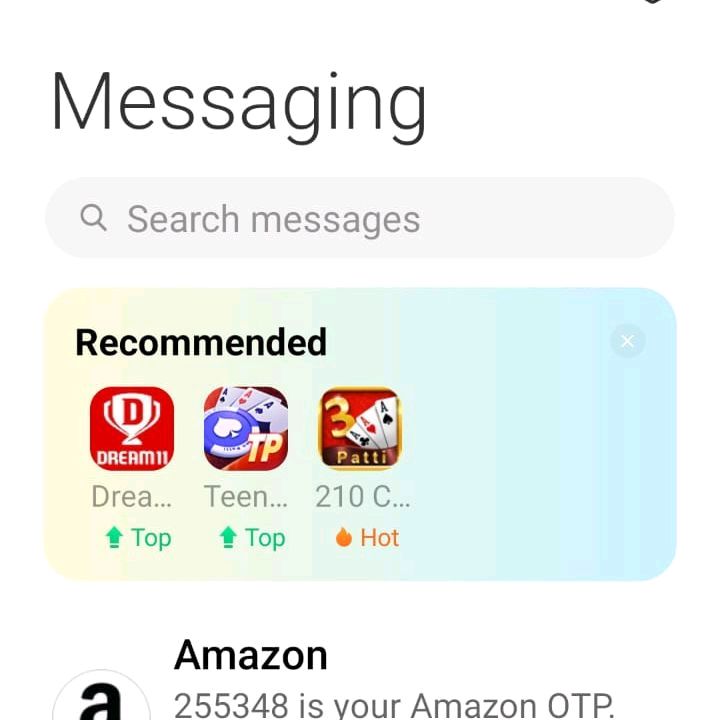 Messaging
Search messages
Recommended
D
DREAM11
TP
3
Patti
A A A
Drea... Teen... 210 C...
Top Top Hot
Amazon
a
255348 is your Amazon OTP.